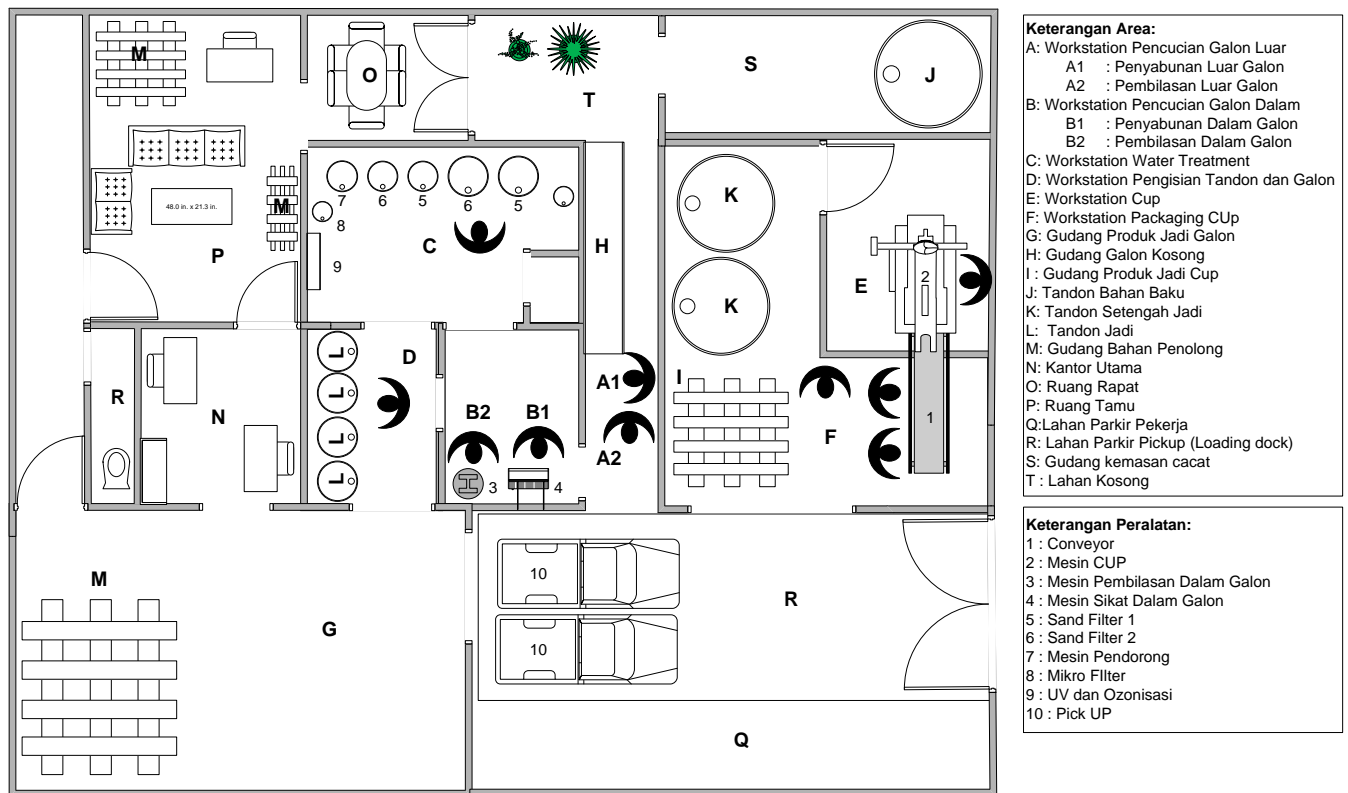 M
O
T
S
J
48.0 in. x 21.3 in.
M
P
7
6
5
6
5
8
9
C
H
K
K
E
2
R
N
L
L
L
L
D
B2
B1
3
4
A1
A2
I
F
1
M
G
10
10
R
Q
Keterangan Area:
A: Workstation Pencucian Galon Luar
A1 : Penyabunan Luar Galon
A2 : Pembilasan Luar Galon
B: Workstation Pencucian Galon Dalam
B1 : Penyabunan Dalam Galon
B2 : Pembilasan Dalam Galon
C: Workstation Water Treatment
D: Workstation Pengisian Tandon dan Galon
E: Workstation Cup
F: Workstation Packaging CUp
G: Gudang Produk Jadi Galon
H: Gudang Galon Kosong
I : Gudang Produk Jadi Cup
J: Tandon Bahan Baku
K: Tandon Setengah Jadi
L: Tandon Jadi
M: Gudang Bahan Penolong
N: Kantor Utama
O: Ruang Rapat
P: Ruang Tamu
Q:Lahan Parkir Pekerja
R: Lahan Parkir Pickup (Loading dock)
S: Gudang kemasan cacat
T : Lahan Kosong
Keterangan Peralatan:
1 : Conveyor
2 : Mesin CUP
3 : Mesin Pembilasan Dalam Galon
4 : Mesin Sikat Dalam Galon
5 : Sand Filter 1
6 : Sand Filter 2
7 : Mesin Pendorong
8 : Mikro FIlter
9 : UV dan Ozonisasi
10 : Pick UP